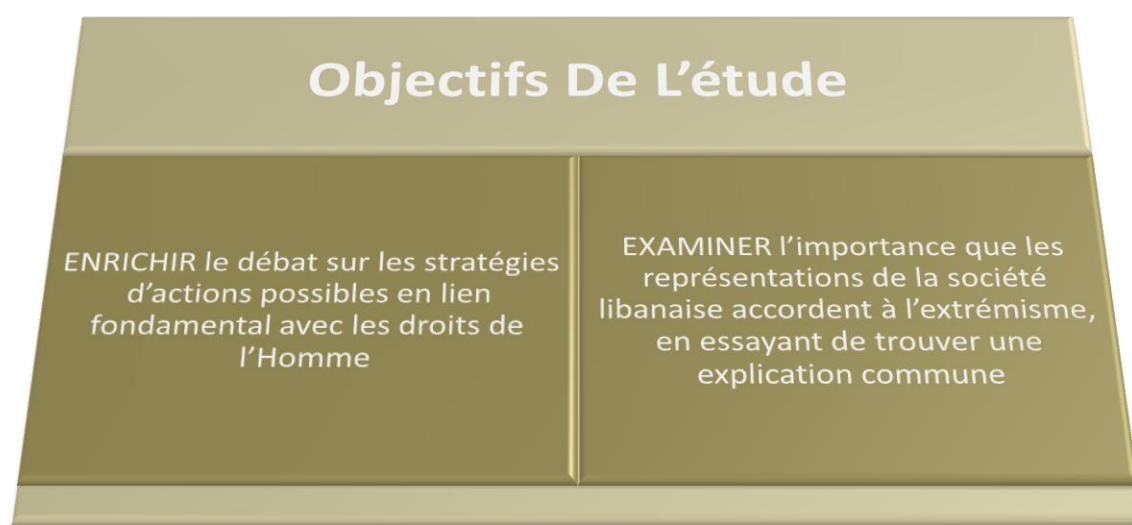 Objectifs De L'étude
ENRICHIR le débat sur les stratégies
d'actions possibles en lien
fondamental avec les droits de
l'Homme
EXAMINER l'importance que les
représentations de la société
libanaise accordent à l'extrémisme,
en essayant de trouver une
explication commune